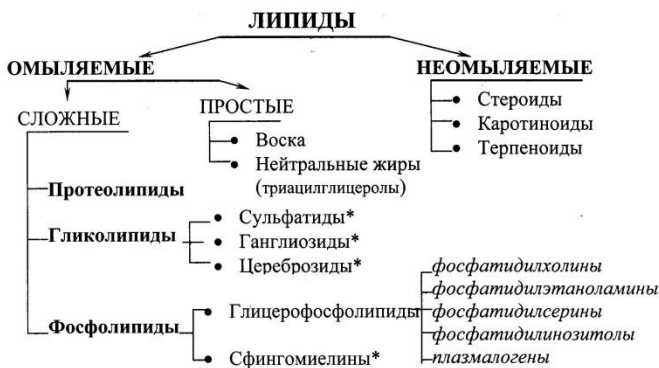 ЛИПИДЫ
ОМЫЛЯЕМЫЕ
НЕОМЫЛЯЕМЫЕ
СЛОЖНЫЕ
ПРОСТЫЕ
• Стероиды
• Каротиноиды
• Терпеноиды
• Воска
• Нейтральные жиры
(триацилглицеролы)
Протеолипиды
Гликолипиды
• Сульфатиды*
• Ганглиозиды*
• Цереброзиды*
Фосфолипиды
• Глицерофосфолипиды
• Сфингомиелины*
фосфатидилхолины
фосфатидилэтаноламины
фосфатидилсерины
фосфатидилинозитолы
плазмалогены